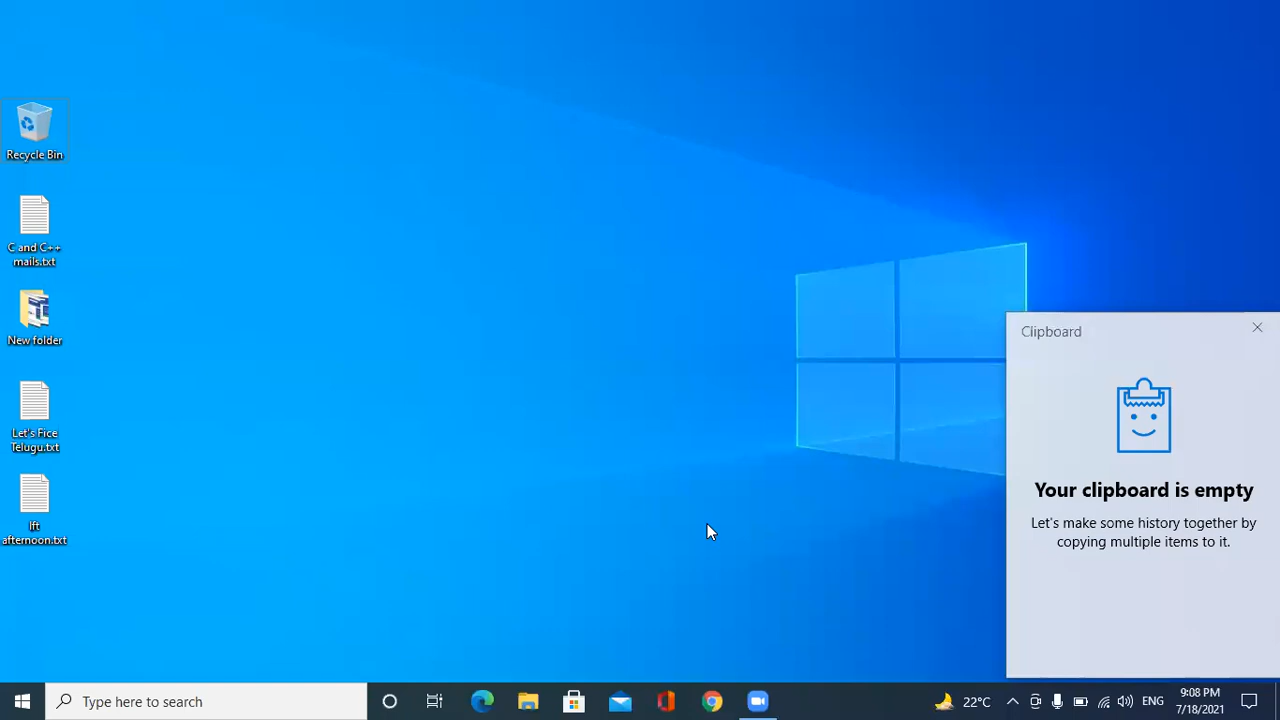 Recycle Bin
C and C++
mails.txt
New folder
Let's Fice
Telugu.txt
lft
afternoon.txt
Clipboard
Your clipboard is empty
Let's make some history together by
copying multiple items to it.
Type here to search
22°C
ENG
9:08 PM
7/18/2021